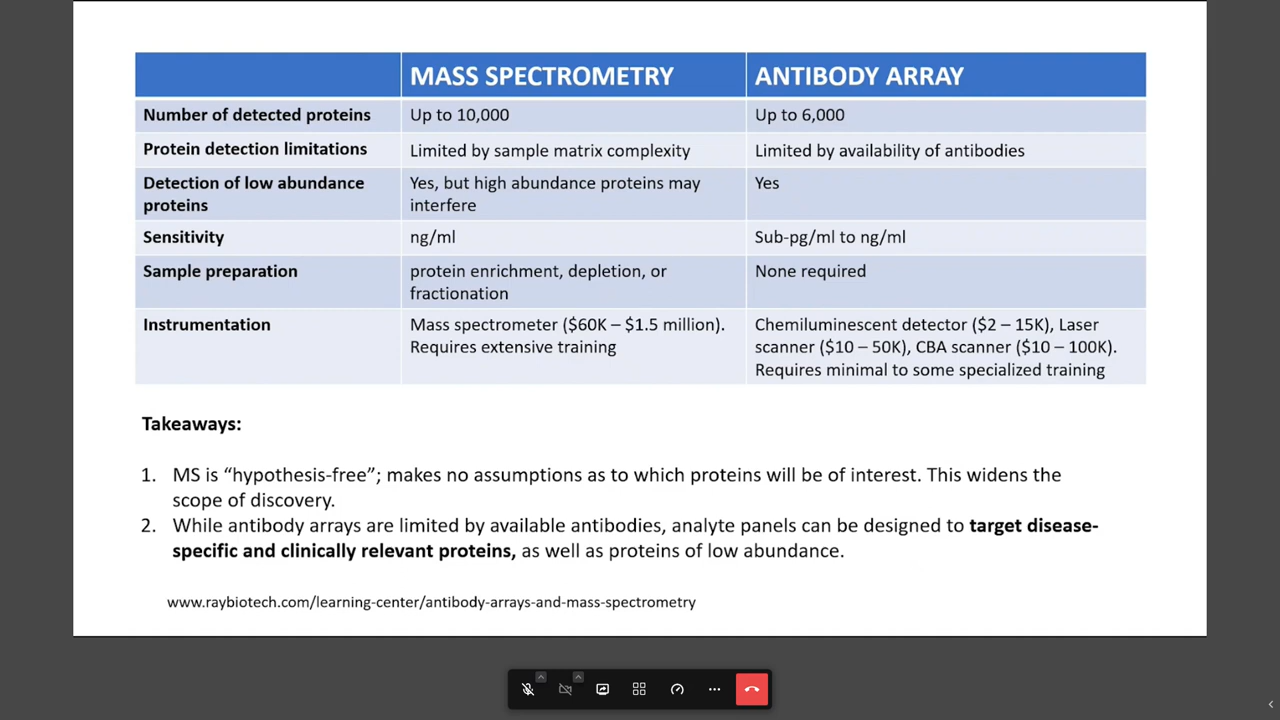 MASS SPECTROMETRY ANTIBODY ARRAY
Number of detected proteins Up to 10,000 Up to 6,000
Protein detection limitations Limited by sample matrix complexity Limited by availability of antibodies
Detection of low abundance Yes, but high abundance proteins may Yes
proteins interfere
Sensitivity ng/ml Sub-pg/ml to ng/ml
Sample preparation protein enrichment, depletion, or None required
fractionation
Instrumentation Mass spectrometer ($60K – $1.5 million). Chemiluminescent detector ($2 – 15K), Laser
Requires extensive training scanner ($10 – 50K), CBA scanner ($10 – 100K).
Requires minimal to some specialized training
Takeaways:
1. MS is “hypothesis-free”; makes no assumptions as to which proteins will be of interest. This widens the
scope of discovery.
2. While antibody arrays are limited by available antibodies, analyte panels can be designed to target disease-
specific and clinically relevant proteins, as well as proteins of low abundance.
www.raybiotech.com/learning-center/antibody-arrays-and-mass-spectrometry